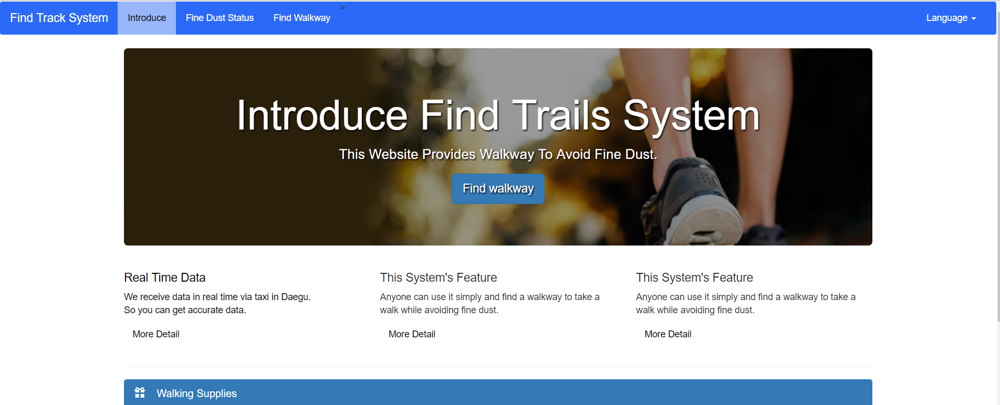 Find Track System
Introduce
Fine Dust Status
Find Walkway
>
Language
Introduce Find Trails System
This Website Provides Walkway To Avoid Fine Dust.
Find walkway
Real Time Data
We receive data in real time via taxi in Daegu.
So you can get accurate data.
More Detail
This System's Feature
Anyone can use it simply and find a walkway to take a
walk while avoiding fine dust.
More Detail
This System's Feature
Anyone can use it simply and find a walkway to take a
walk while avoiding fine dust.
More Detail
Walking Supplies